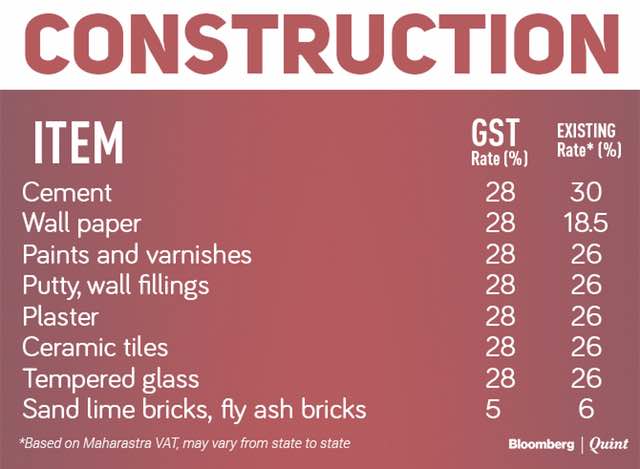 CONSTRUCTION
ITEM GST Rate (%) EXISTING Rate* (%)
Cement 28 30
Wall paper 28 18.5
Paints and varnishes 28 26
Putty, wall fillings 28 26
Plaster 28 26
Ceramic tiles 28 26
Tempered glass 28 26
Sand lime bricks, fly ash bricks 5 6
*Based on Maharastra VAT, may vary from state to state
Bloomberg | Quint